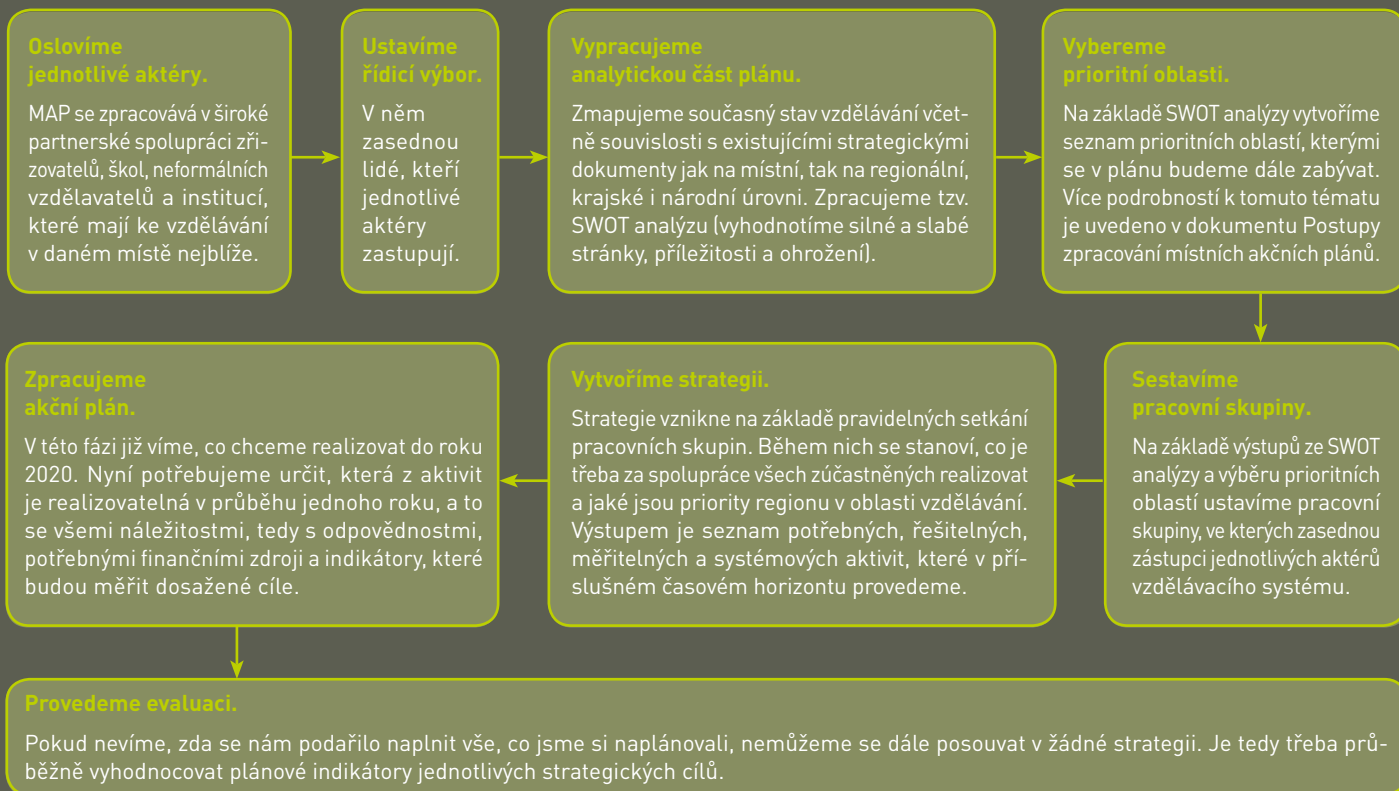 Oslovíme
jednotlivé aktéry.
MAP se zpracovává v široké
partnerské spolupráci zři-
zovatelů, škol, neformálních
vzdělavatelů a institucí,
které mají ke vzdělávání
v daném místě nejblíže.
Ustavíme
řídicí výbor.
V něm
zasednou
lidé, kteří
jednotlivé
aktéry
zastupují.
Vypracujeme
analytickou část plánu.
Zmapujeme současný stav vzdělávání včet-
ně souvislosti s existujícími strategickými
dokumenty jak na místní, tak na regionální,
krajské i národní úrovni. Zpracujeme tzv.
SWOT analýzu (vyhodnotíme silné a slabé
stránky, příležitosti a ohrožení).
Vybereme
prioritní oblasti.
Na základě SWOT analýzy vytvoříme
seznam prioritních oblastí, kterými
se v plánu budeme dále zabývat.
Více podrobností k tomuto tématu
je uvedeno v dokumentu Postupy
zpracování místních akčních plánů.
Sestavíme
pracovní skupiny.
Na základě výstupů ze SWOT
analýzy a výběru prioritních
oblastí ustavíme pracovní
skupiny, ve kterých zasednou
zástupci jednotlivých aktérů
vzdělávacího systému.
Vytvoříme strategii.
Strategie vznikne na základě pravidelných setkání
pracovních skupin. Během nich se stanoví, co je
třeba za spolupráce všech zúčastněných realizovat
a jaké jsou priority regionu v oblasti vzdělávání.
Výstupem je seznam potřebných, řešitelných,
měřitelných a systémových aktivit, které v pří-
slušném časovém horizontu provedeme.
Zpracujeme
akční plán.
V této fázi již víme, co chceme realizovat do roku
2020. Nyní potřebujeme určit, která z aktivit
je realizovatelná v průběhu jednoho roku, a to
se všemi náležitostmi, tedy s odpovědnostmi,
potřebnými finančními zdroji a indikátory, které
budou měřit dosažené cíle.
Provedeme evaluaci.
Pokud nevíme, zda se nám podařilo naplnit vše, co jsme si naplánovali, nemůžeme se dále posouvat v žádné strategii. Je tedy třeba prů-
běžně vyhodnocovat plánové indikátory jednotlivých strategických cílů.